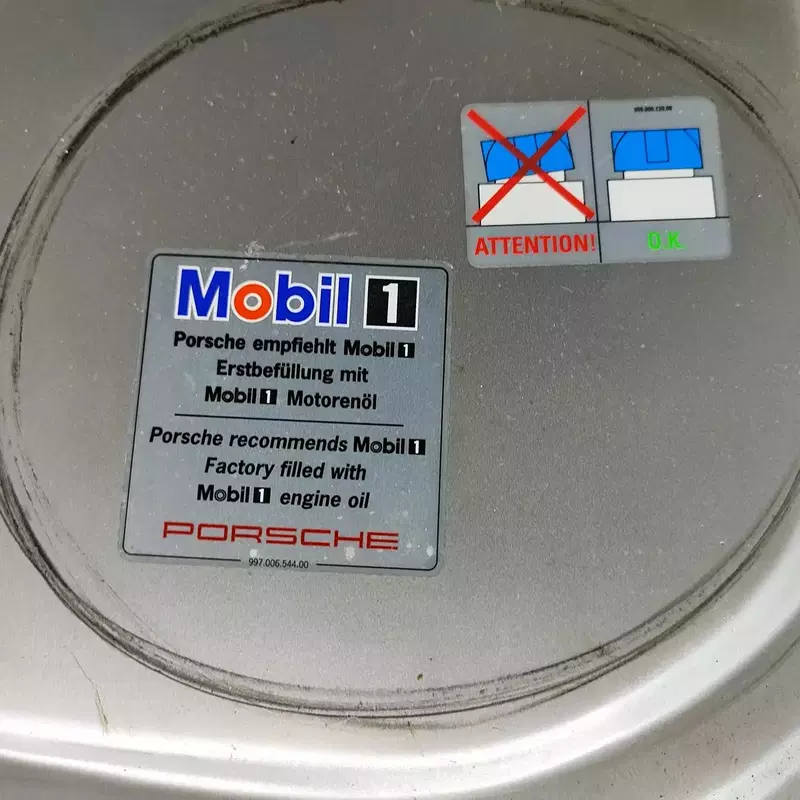 Mobil 1
Porsche empfiehlt Mobil 1
Erstbefüllung mit
Mobil 1 Motorenöl
Porsche recommends Mobil 1
Factory filled with
Mobil 1 engine oil
PORSCHE
997.006.544.00
ATTENTION!
O.K.